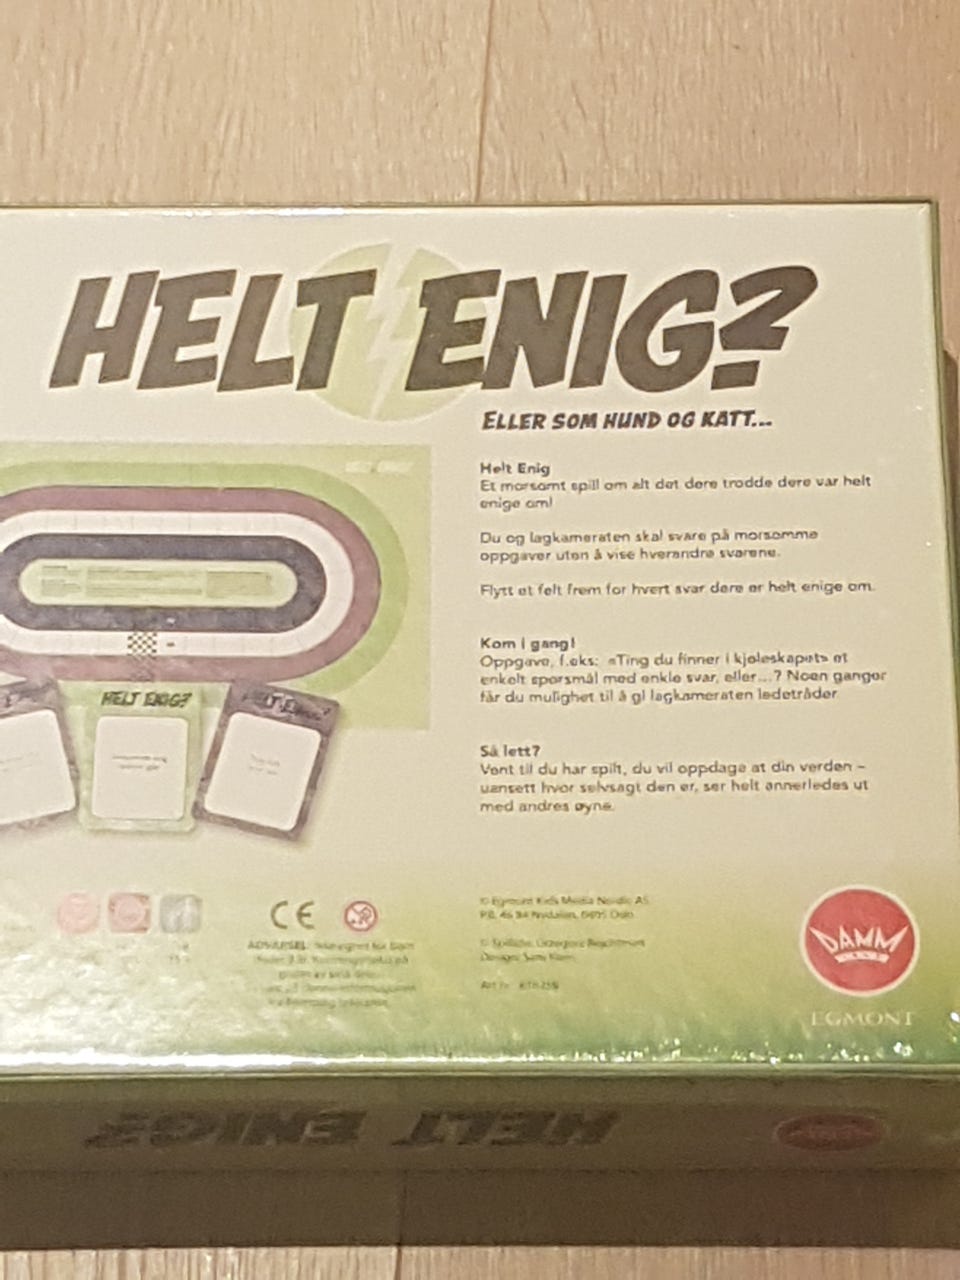 HELT ENIG?
ELLER SOM HUND OG KATT...
Helt Enig
Et morsomt spill om alt det dere trodde dere var helt
enige om!
Du og lagkameraten skal svare på morsomme
oppgaver uten å vise hverandre svarene.
Flytt et felt frem for hvert svar dere er helt enige om.
Kom i gang!
Oppgave, f.eks: «Ting du finner i kjøleskapet» et
enkelt spørsmål med enkle svar, eller...? Noen ganger
får du mulighet til å gi lagkameraten ledetråder
Så lett?
Vent til du har spilt, du vil oppdage at din verden –
uansett hvor selvsagt den er, ser helt annerledes ut
med andres øyne.
HELT ENIG?
HELT ENIG?
CE
ADVARSEL:
© Egmont Kids Media Nordic AS
Nydalen, Oslo
Art nr.
DAMM
EGMONT
HELT ENIG?